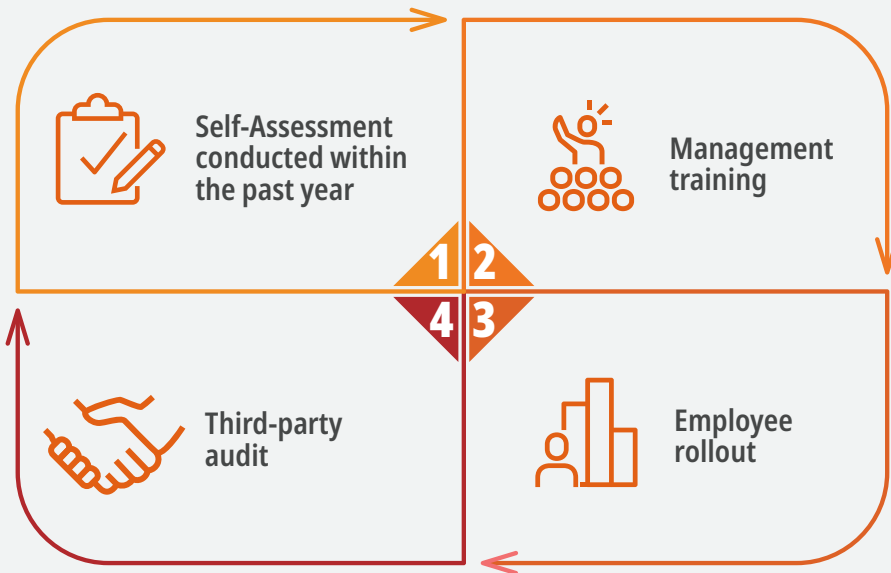 Self-Assessment
conducted within
the past year
Management
training
1
2
4
3
Third-party
audit
Employee
rollout